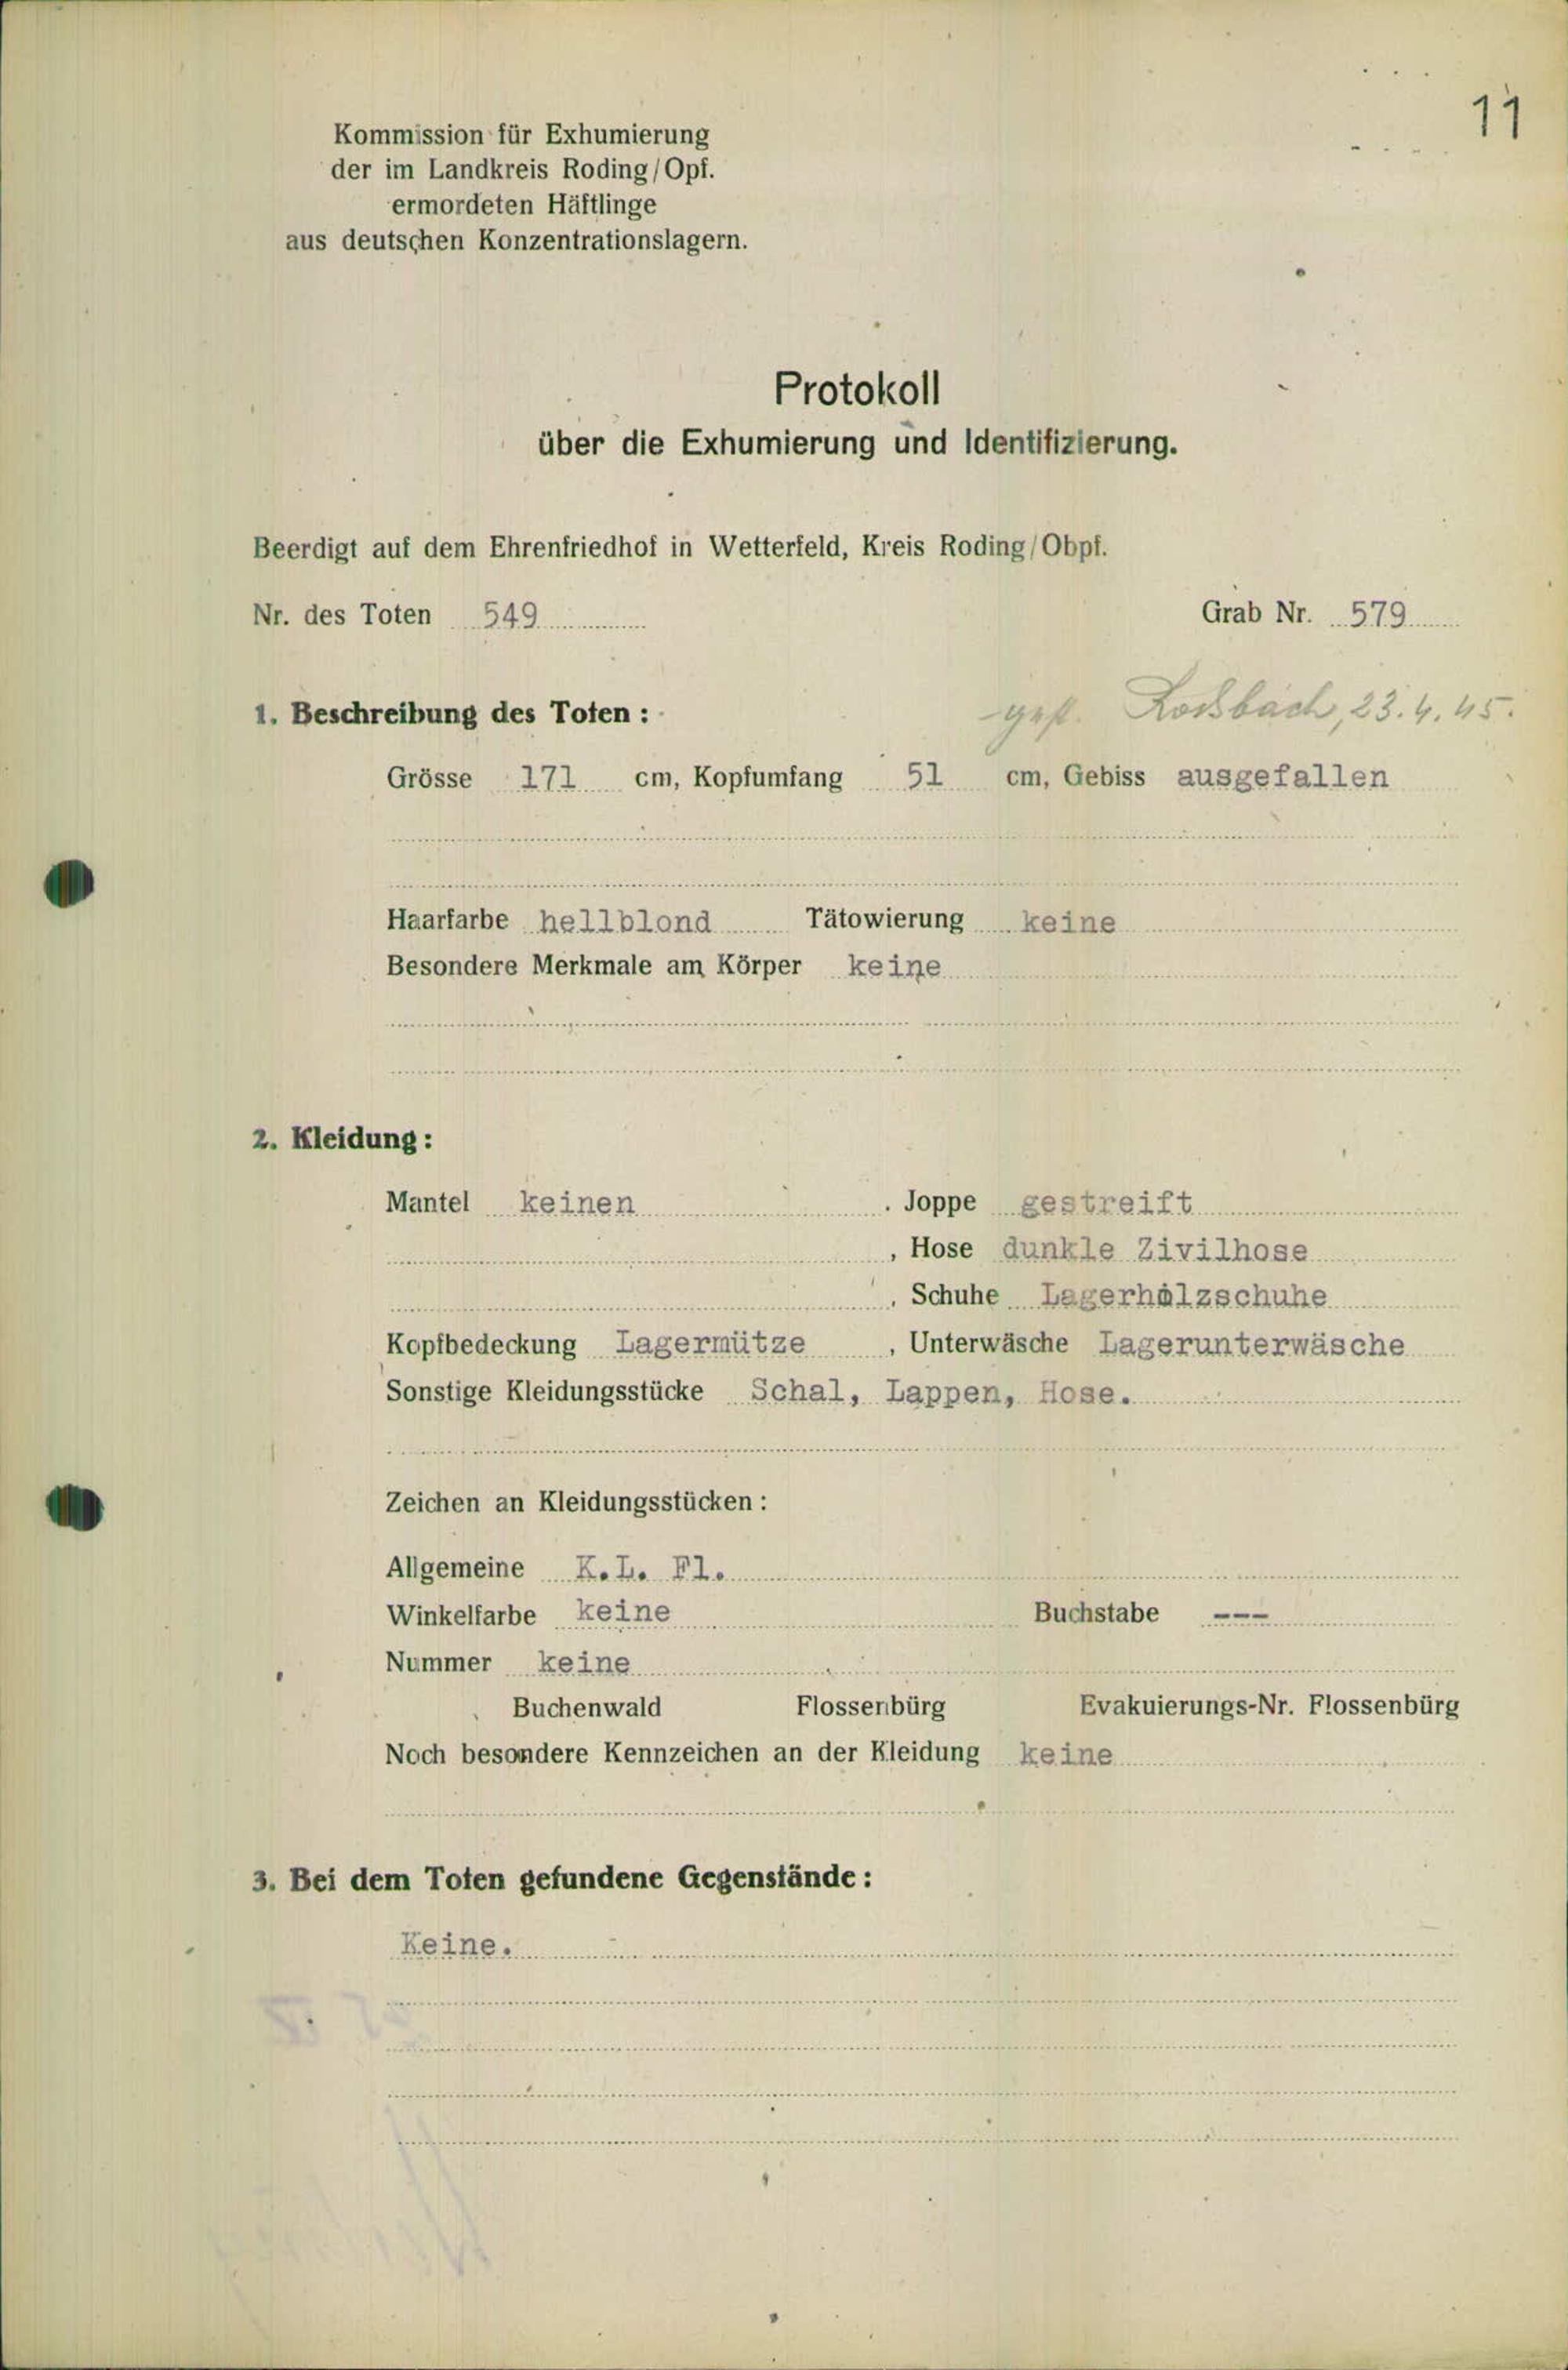 11
Kommission für Exhumierung
der im Landkreis Roding/Opf.
ermordeten Häftlinge
aus deutschen Konzentrationslagern.
Protokoll
über die Exhumierung und Identifizierung.
Beerdigt auf dem Ehrenfriedhof in Wetterfeld, Kreis Roding/Obpf.
Nr. des Toten 549 Grab Nr. 579
gest. Roßbach, 23.4.45.
1. Beschreibung des Toten :
Grösse 171 cm, Kopfumfang 51 cm, Gebiss ausgefallen
Haarfarbe hellblond Tätowierung keine
Besondere Merkmale am Körper keine
2. Kleidung :
Mantel keinen . Joppe gestreift
, Hose dunkle Zivilhose
, Schuhe Lagerholzschuhe
Kopfbedeckung Lagermütze , Unterwäsche Lagerunterwäsche
Sonstige Kleidungsstücke Schal, Lappen, Hose.
Zeichen an Kleidungsstücken :
Allgemeine K.L. Fl.
Winkelfarbe keine Buchstabe ---
Nummer keine
Buchenwald Flossenbürg Evakuierungs-Nr. Flossenbürg
Noch besondere Kennzeichen an der Kleidung keine
3. Bei dem Toten gefundene Gegenstände :
Keine.